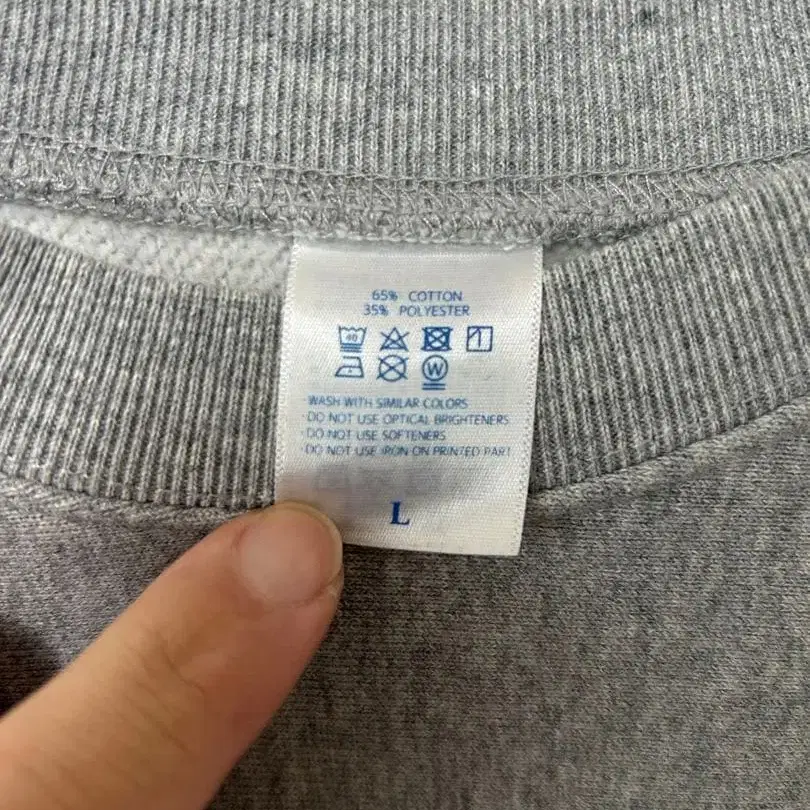 65% COTTON
35% POLYESTER
40
W
WASH WITH SIMILAR COLORS
·DO NOT USE OPTICAL BRIGHTENERS
·DO NOT USE SOFTENERS
·DO NOT USE IRON ON PRINTED PART
L